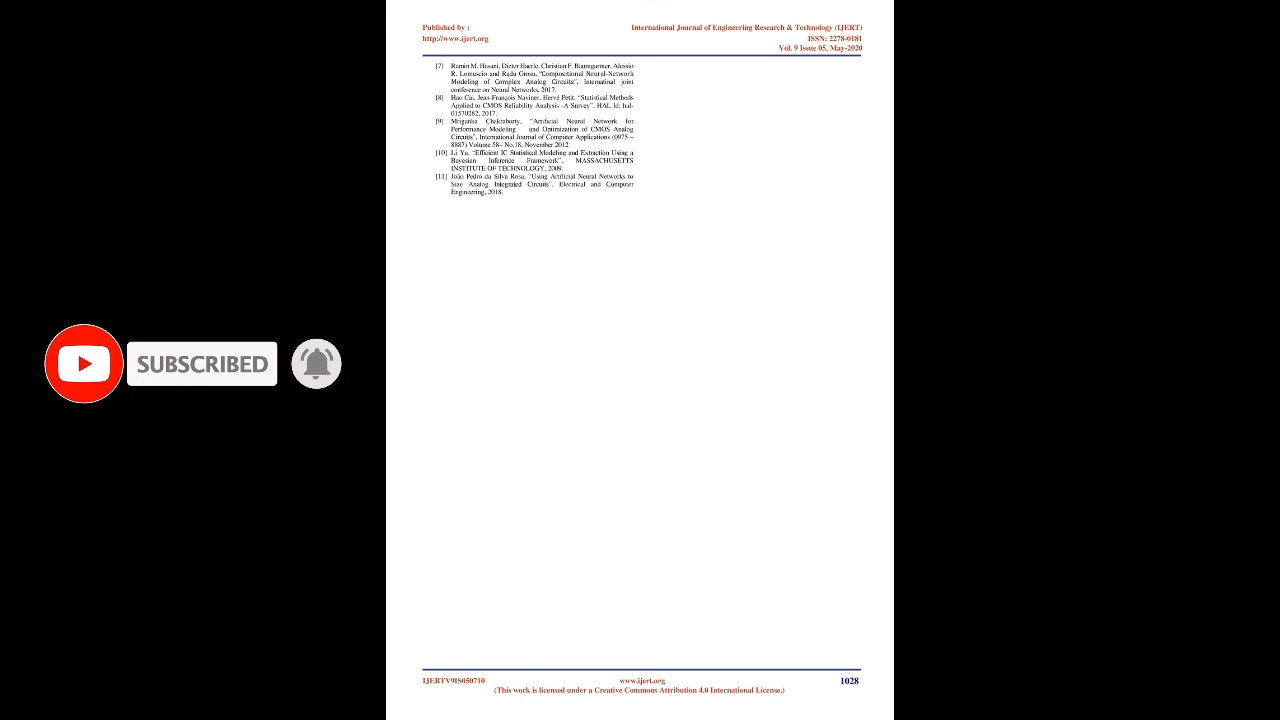 Published by :
http://www.ijert.org
International Journal of Engineering Research & Technology (IJERT)
ISSN: 2278-0181
Vol. 9 Issue 05, May-2020
[7] Ramin M. Hasani, Dieter Haerle, Christian F. Baumgartner, Alessio
R. Lomuscio and Radu Grosu, “Compositional Neural-Network
Modeling of Complex Analog Circuits”, Internatinal joint
conference on Neural Networks, 2017.
[8] Hao Cai, Jean-François Naviner, Hervé Petit, “Statistical Methods
Applied to CMOS Reliability Analysis -A Survey”, HAL Id: hal-
01570282, 2017.
[9] Mriganka Chakraborty, “Artificial Neural Network for
Performance Modeling and Optimization of CMOS Analog
Circuits”, International Journal of Computer Applications (0975 –
8887) Volume 58– No.18, November 2012
[10] Li Yu, “Efficient IC Statistical Modeling and Extraction Using a
Bayesian Inference Framework”, MASSACHUSETTS
INSTITUTE OF TECHNOLOGY, 2009.
[11] João Pedro da Silva Rosa, “Using Artificial Neural Networks to
Size Analog Integrated Circuits”, Electrical and Computer
Engineering, 2018.
SUBSCRIBED
IJERTV9IS050710
www.ijert.org
1028
(This work is licensed under a Creative Commons Attribution 4.0 International License.)